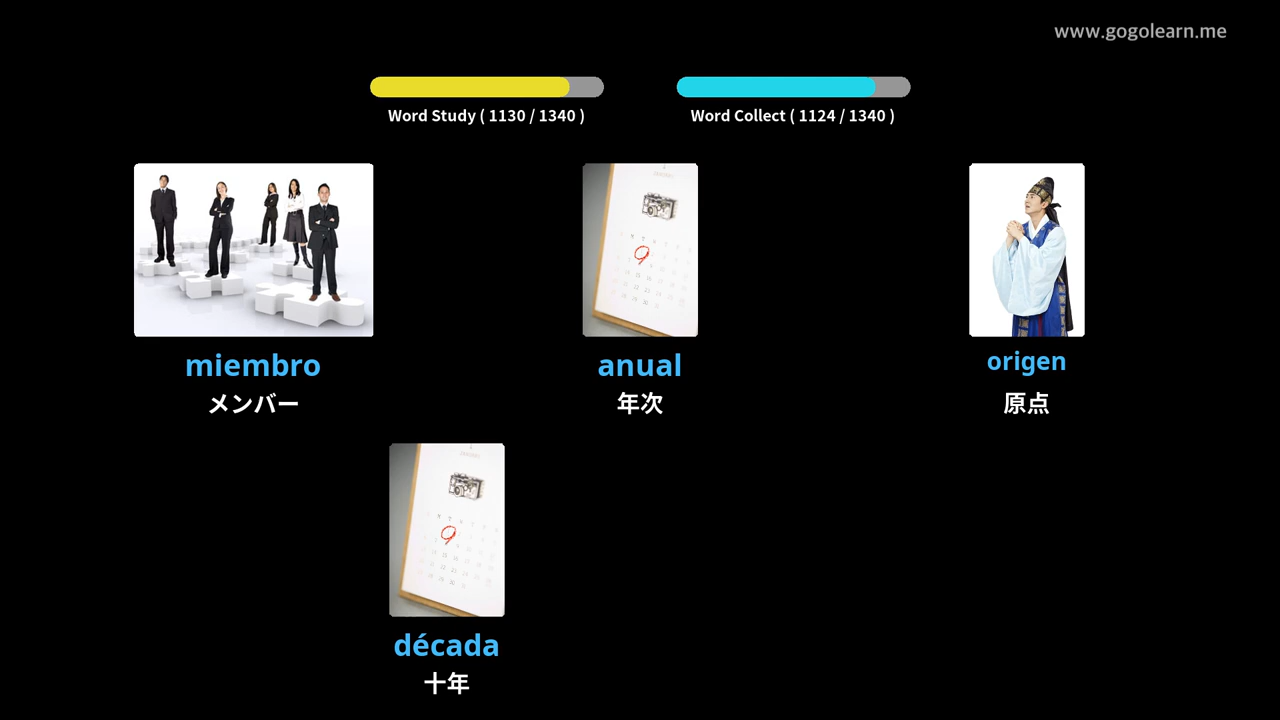 www.gogolearn.me
Word Study ( 1130 / 1340 )
Word Collect ( 1124 / 1340 )
miembro
メンバー
anual
年次
origen
原点
década
十年